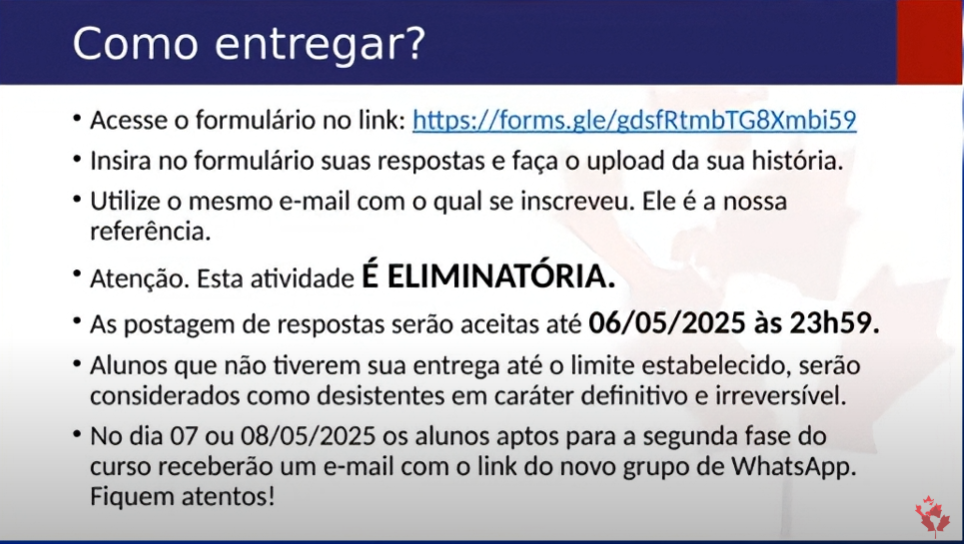 Como entregar?
• Acesse o formulário no link: https://forms.gle/gdsfRtmbTG8Xmbi59
• Insira no formulário suas respostas e faça o upload da sua história.
• Utilize o mesmo e-mail com o qual se inscreveu. Ele é a nossa
referência.
• Atenção. Esta atividade É ELIMINATÓRIA.
• As postagem de respostas serão aceitas até 06/05/2025 às 23h59.
• Alunos que não tiverem sua entrega até o limite estabelecido, serão
considerados como desistentes em caráter definitivo e irreversível.
• No dia 07 ou 08/05/2025 os alunos aptos para a segunda fase do
curso receberão um e-mail com o link do novo grupo de WhatsApp.
Fiquem atentos!